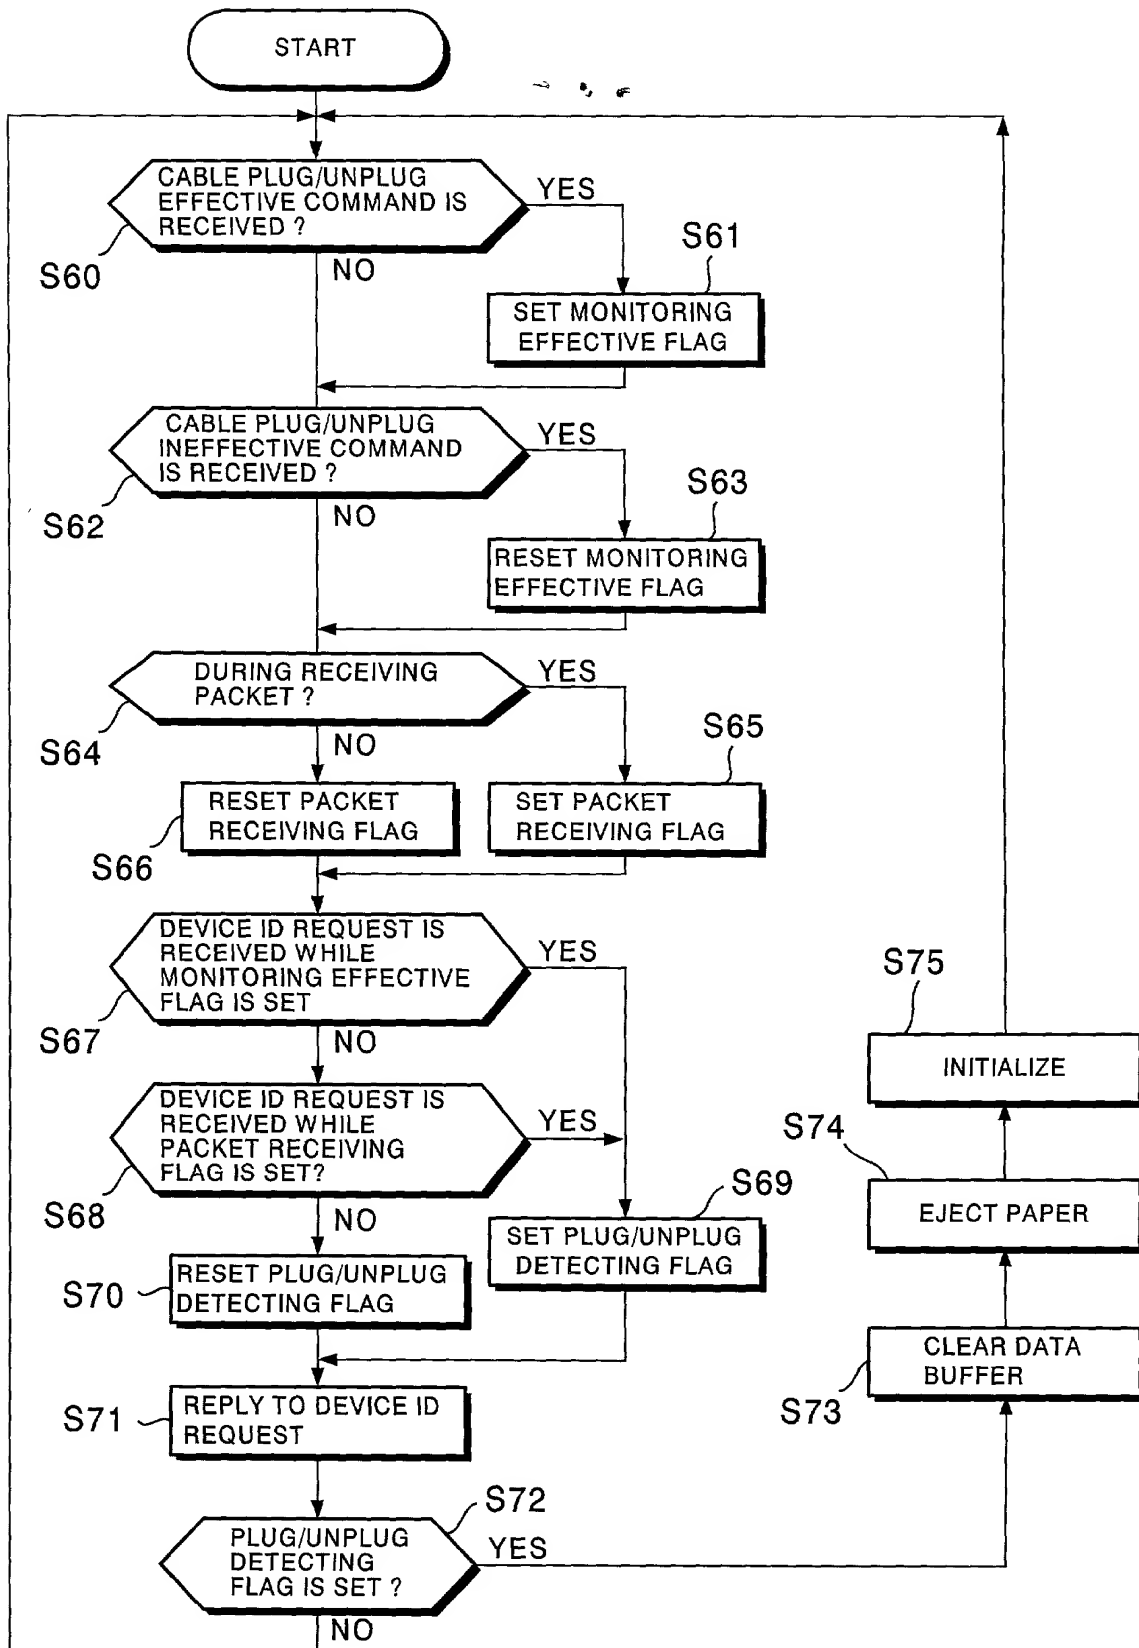 START
CABLE PLUG/UNPLUG
EFFECTIVE COMMAND IS
RECEIVED ?
YES
S60
NO
S61
SET MONITORING
EFFECTIVE FLAG
CABLE PLUG/UNPLUG
INEFFECTIVE COMMAND
IS RECEIVED ?
YES
S62
NO
S63
RESET MONITORING
EFFECTIVE FLAG
DURING RECEIVING
PACKET ?
YES
S64
NO
S65
RESET PACKET
RECEIVING FLAG
S66
SET PACKET
RECEIVING FLAG
DEVICE ID REQUEST IS
RECEIVED WHILE
MONITORING EFFECTIVE
FLAG IS SET
YES
S67
NO
DEVICE ID REQUEST IS
RECEIVED WHILE
PACKET RECEIVING
FLAG IS SET?
YES
S68
NO
S69
SET PLUG/UNPLUG
DETECTING FLAG
RESET PLUG/UNPLUG
DETECTING FLAG
S70
REPLY TO DEVICE ID
REQUEST
S71
S72
PLUG/UNPLUG
DETECTING
FLAG IS SET ?
YES
NO
S75
INITIALIZE
S74
EJECT PAPER
CLEAR DATA
BUFFER
S73